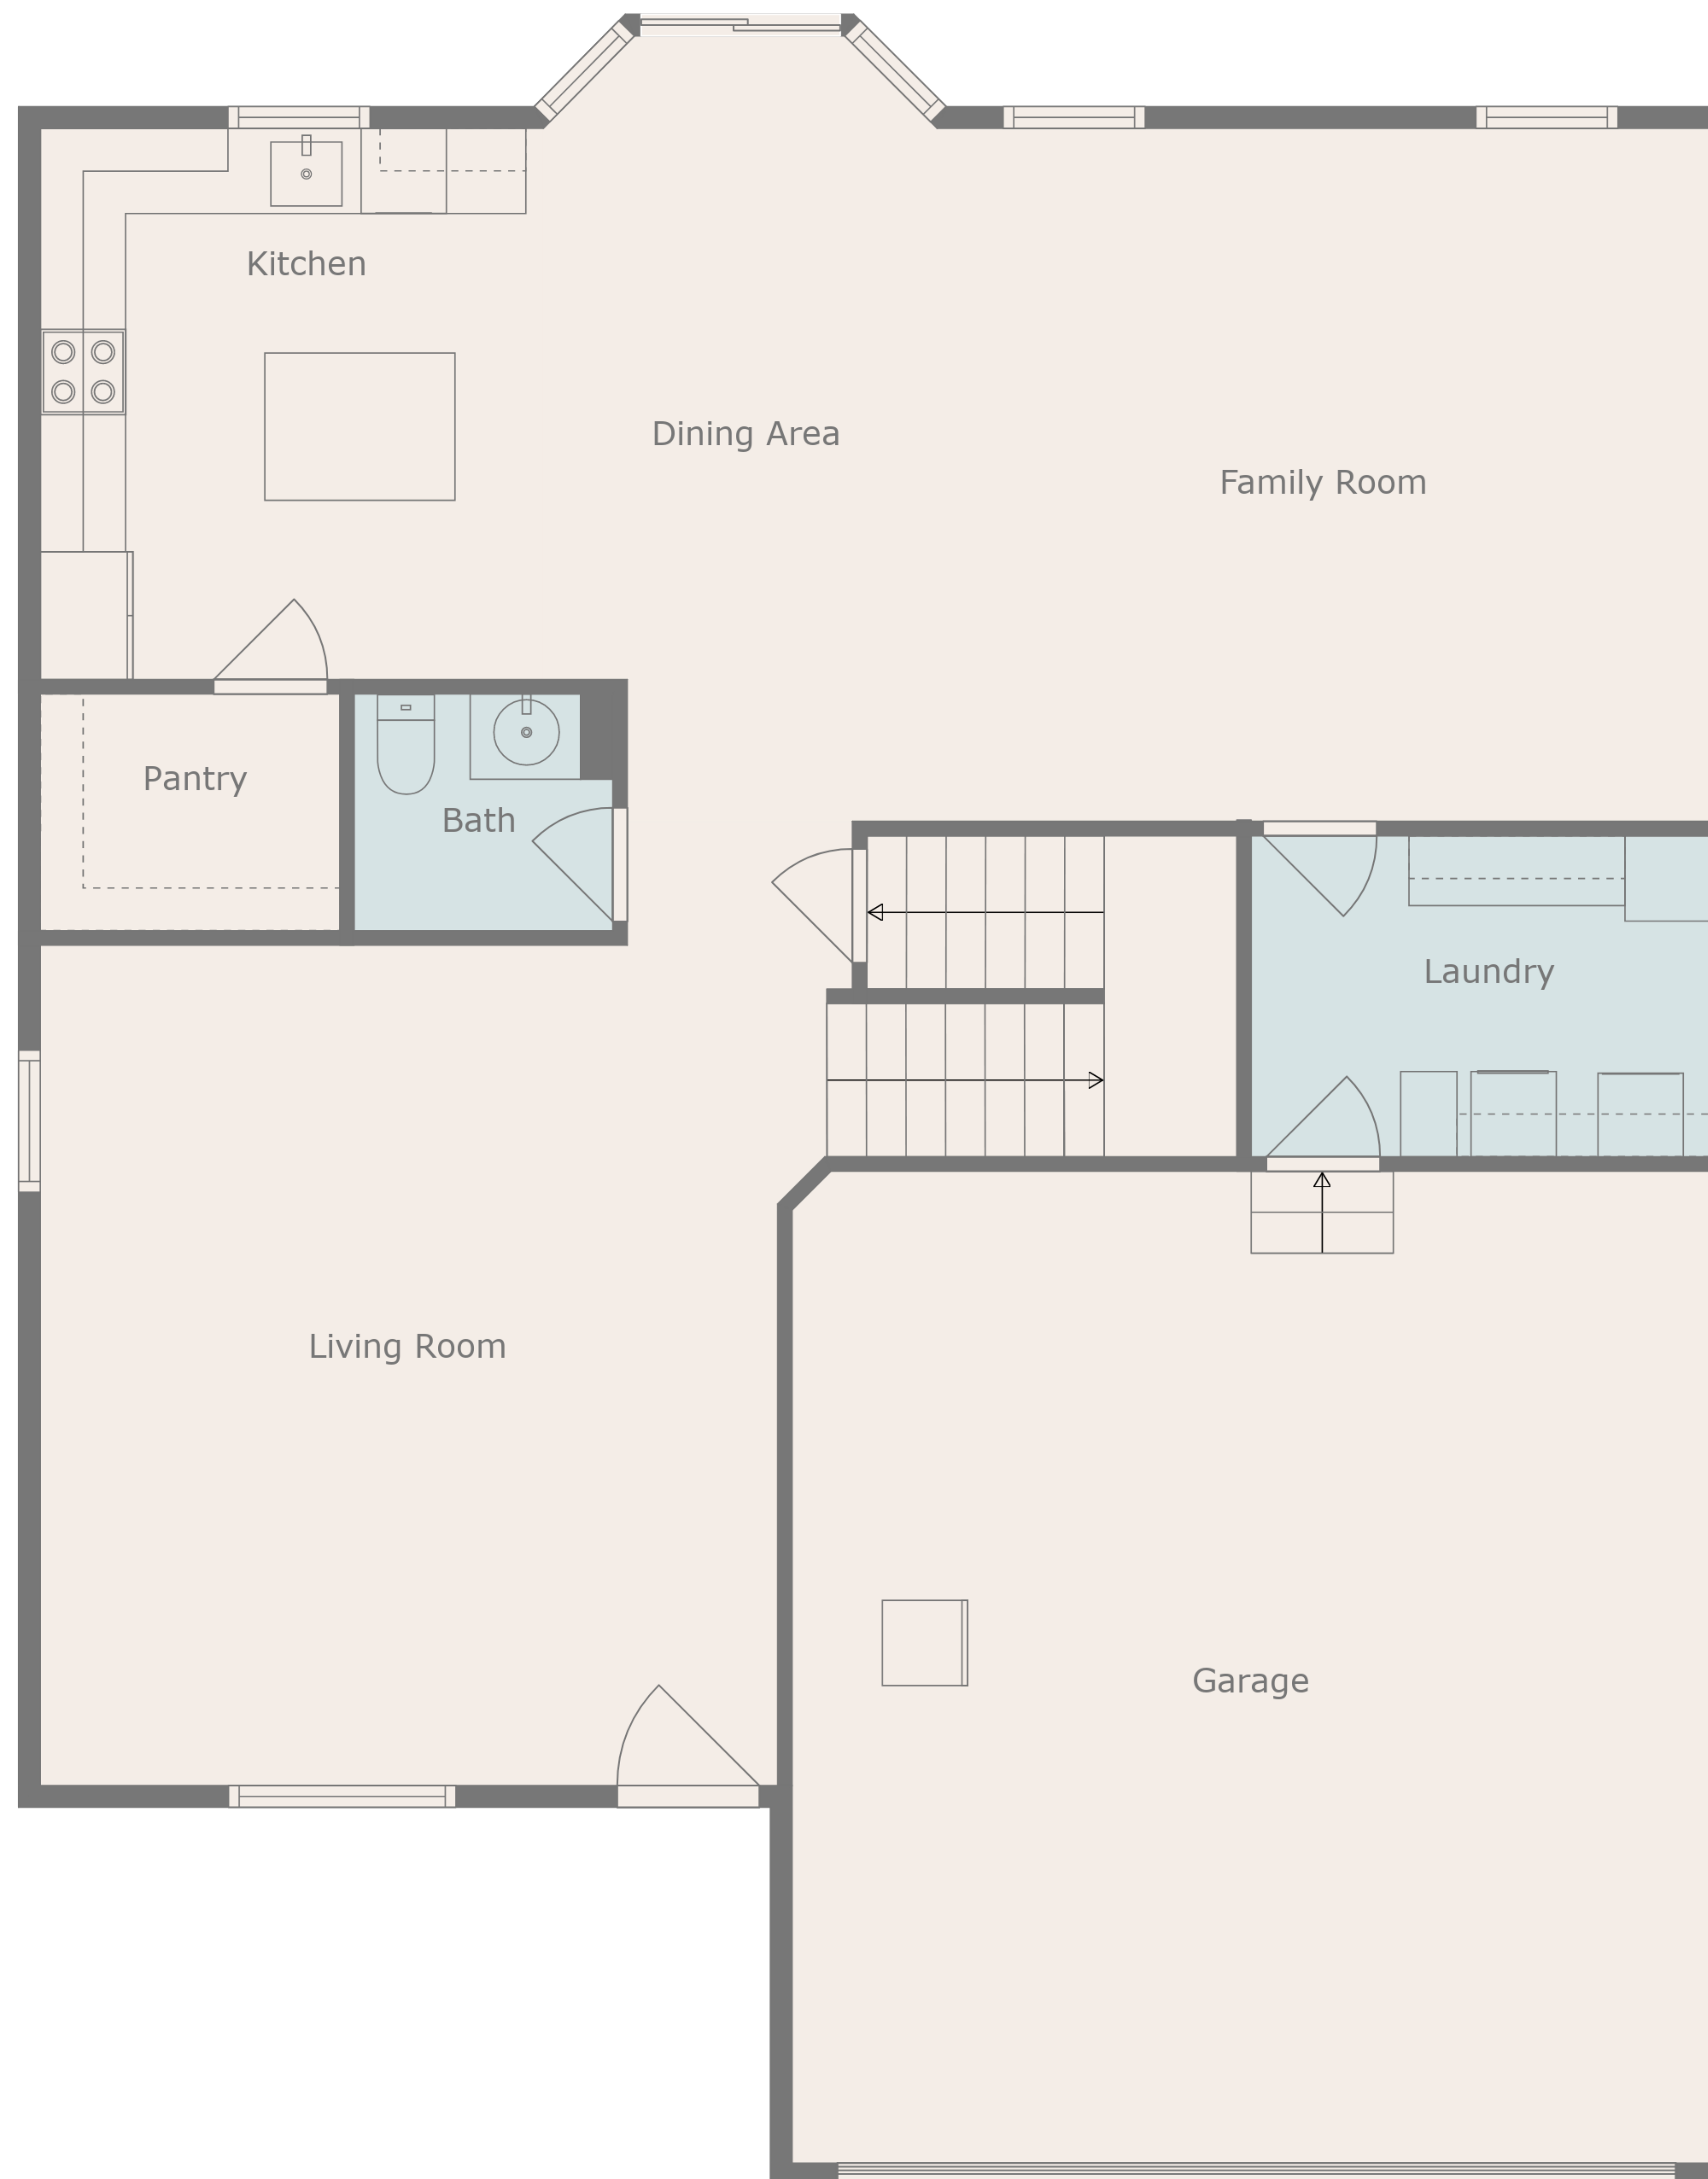 Kitchen
Dining Area
Family Room
Pantry
Bath
Laundry
Living Room
Garage